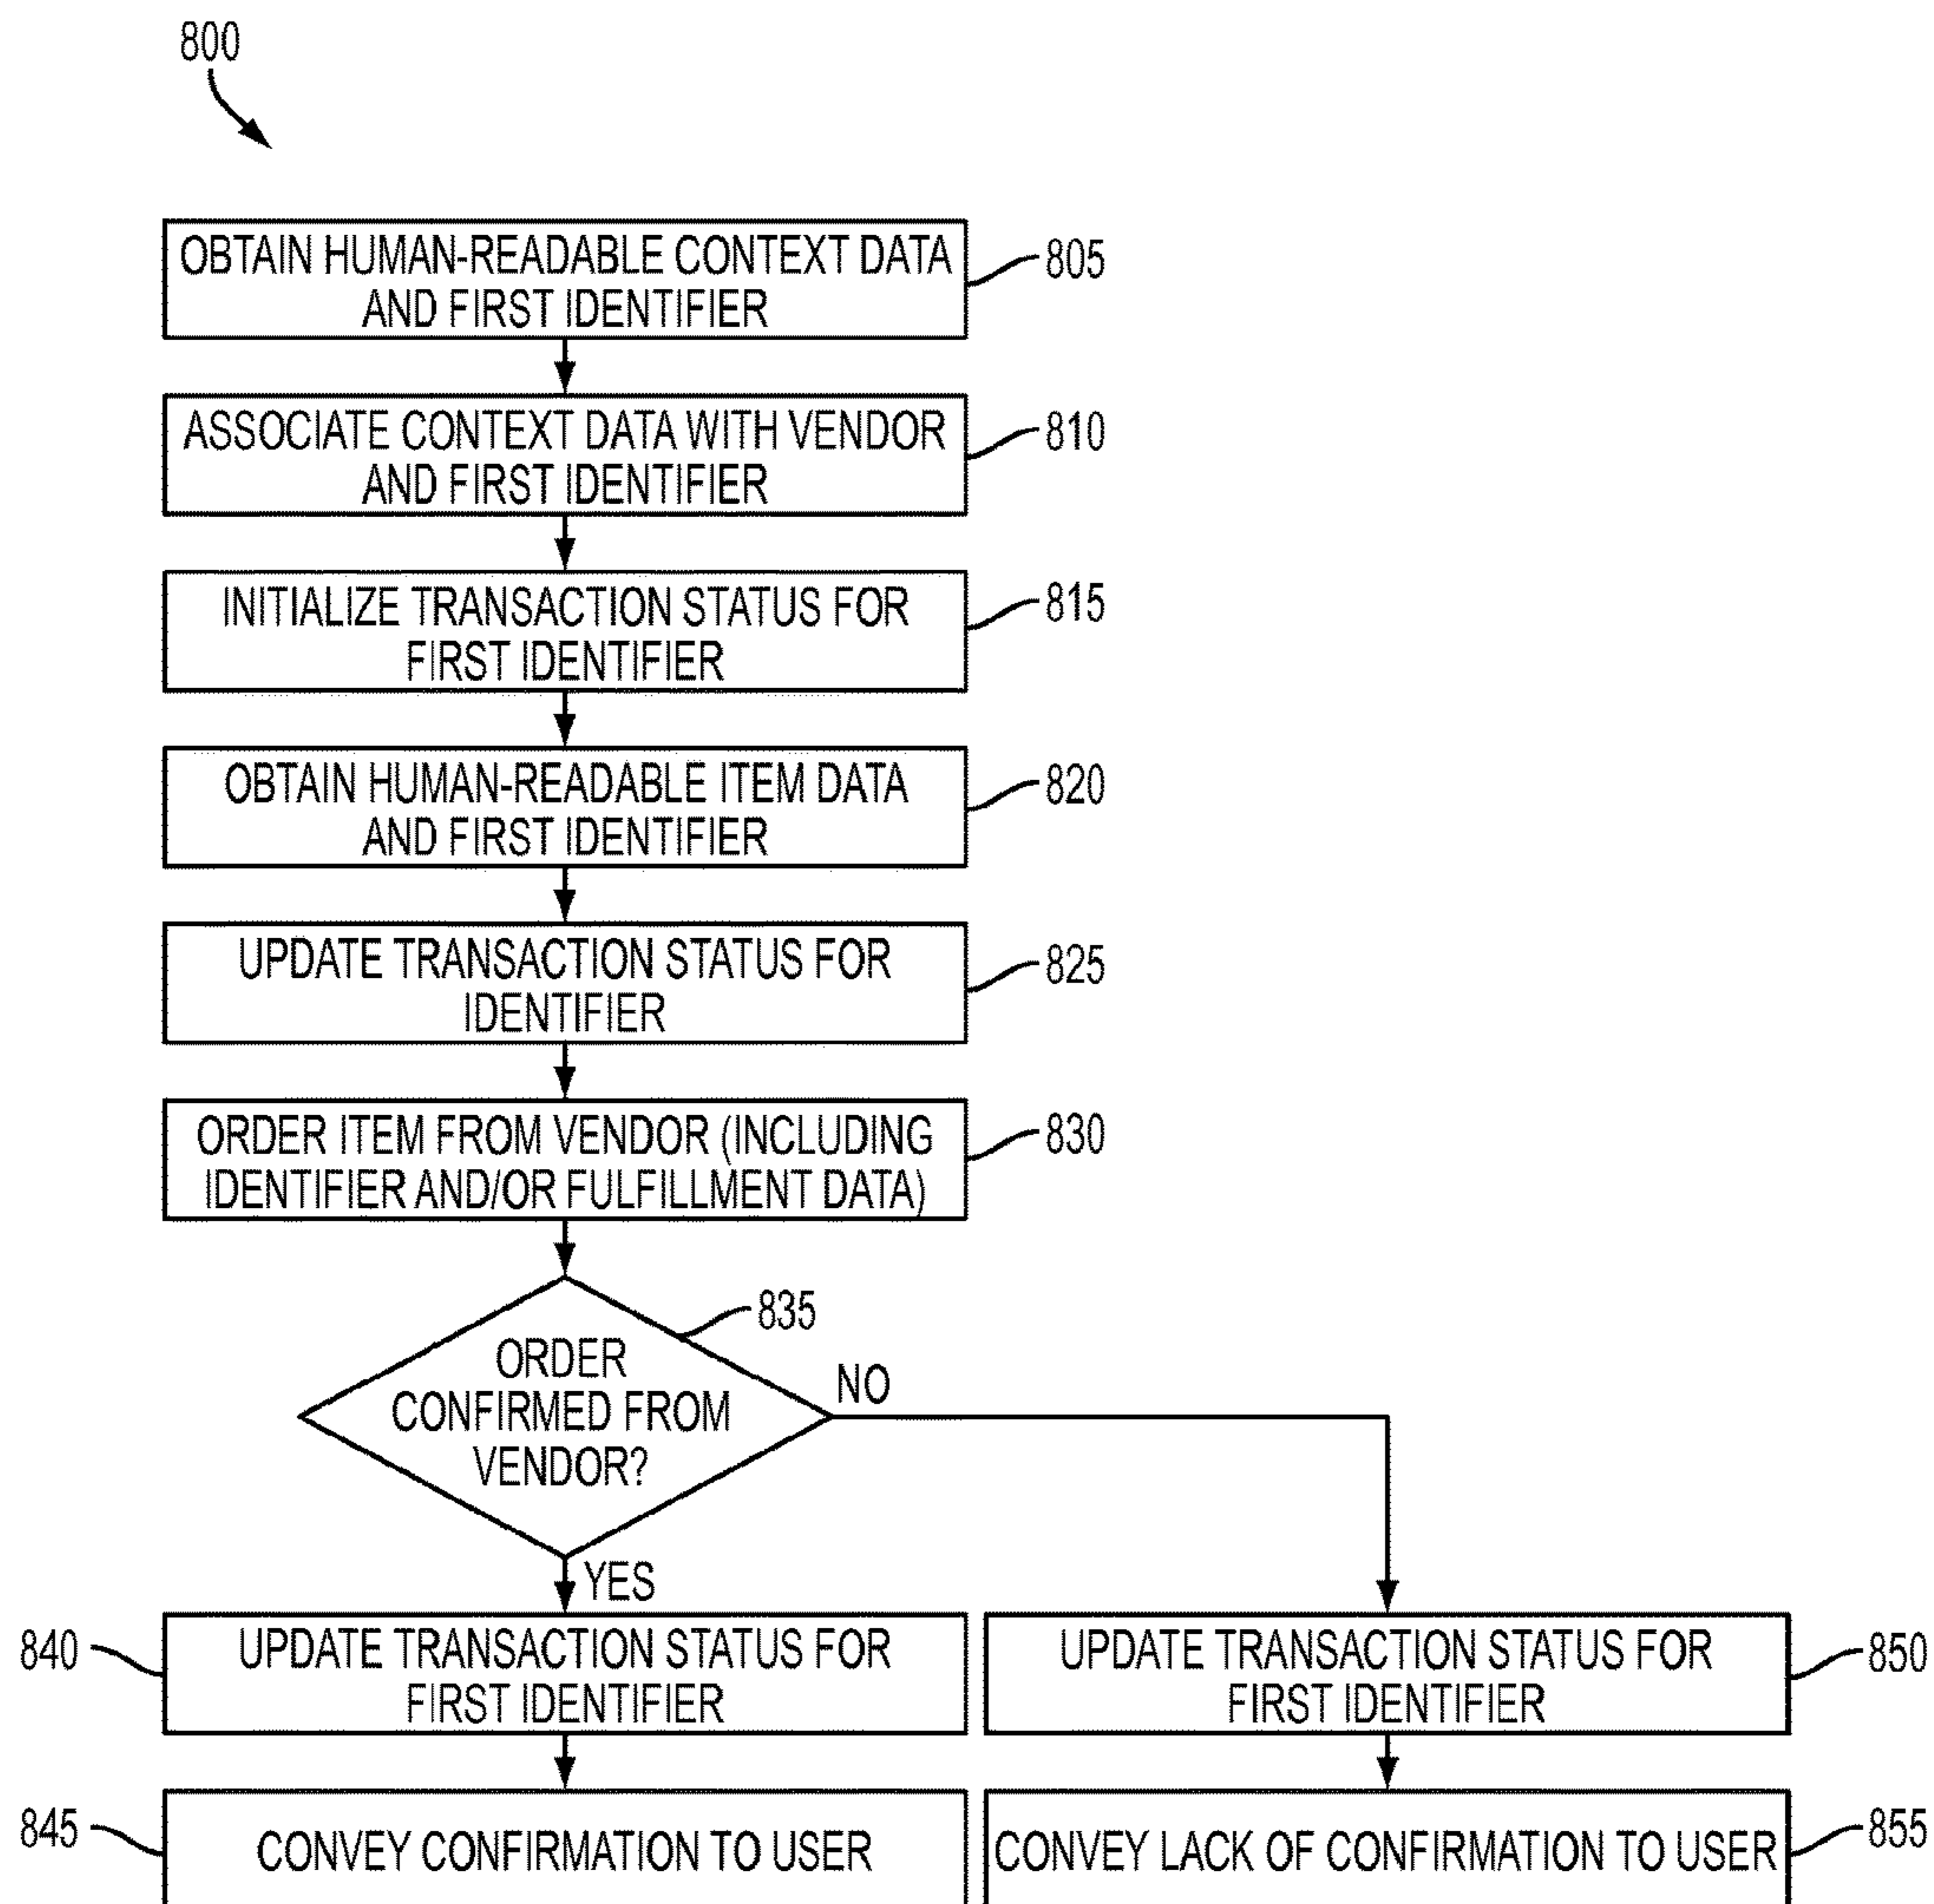 800
OBTAIN HUMAN-READABLE CONTEXT DATA
AND FIRST IDENTIFIER
805
ASSOCIATE CONTEXT DATA WITH VENDOR
AND FIRST IDENTIFIER
810
INITIALIZE TRANSACTION STATUS FOR
FIRST IDENTIFIER
815
OBTAIN HUMAN-READABLE ITEM DATA
AND FIRST IDENTIFIER
820
UPDATE TRANSACTION STATUS FOR
IDENTIFIER
825
ORDER ITEM FROM VENDOR (INCLUDING
IDENTIFIER AND/OR FULFILLMENT DATA)
830
835
ORDER
CONFIRMED FROM
VENDOR?
NO
YES
840
UPDATE TRANSACTION STATUS FOR
FIRST IDENTIFIER
UPDATE TRANSACTION STATUS FOR
FIRST IDENTIFIER
850
845
CONVEY CONFIRMATION TO USER
CONVEY LACK OF CONFIRMATION TO USER
855